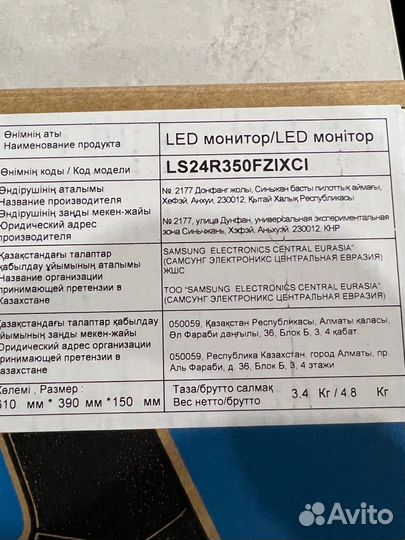 Өнімнің аты
Наименование продукта
LED монитор/LED монітор
Өнімнің коды / Код модели
LS24R350FZIXCI
Өндірушінің аталымы
Название производителя
Өндірушінің заңды мекен-жайы
Юридический адрес
производителя
№ 2177 Донфанг жолы, Синьжан басты пилоттық аймағы,
ХеФэй, Анхуи, 230012, Қытай Халық Республикасы
№ 2177, улица Дунфан, универсальная экспериментальная
зона Синьчжань, Хэфэй, Аньхуэй, 230012, КНР
Қазақстандағы талаптар
қабылдау ұйымының аталымы
Название организации
принимающей претензии в
Казахстане
SAMSUNG ELECTRONICS CENTRAL EURASIA"
(САМСУНГ ЭЛЕКТРОНИКС ЦЕНТРАЛЬНАЯ ЕВРАЗИЯ)
ЖШС
ТОО "SAMSUNG ELECTRONICS CENTRAL EURASIA"
(САМСУНГ ЭЛЕКТРОНИКС ЦЕНТРАЛЬНАЯ ЕВРАЗИЯ)
Қазақстандағы талаптар қабылдау
ұйымының заңды мекен-жайы
Юридический адрес организации
принимающей претензии в
Казахстане
050059, Қазақстан Республикасы, Алматы қаласы,
Әл Фараби даңғылы, 36, Блок Б, 3, 4 қабат.
050059, Республика Казахстан, город Алматы, пр.
Аль Фараби, д. 36, Блок Б, 3, 4 этажи
Көлемі , Размер :
610 мм * 390 мм *150 мм
Таза/брутто салмақ
Вес нетто/брутто
3.4 Кг / 4.8 Кг
Avito